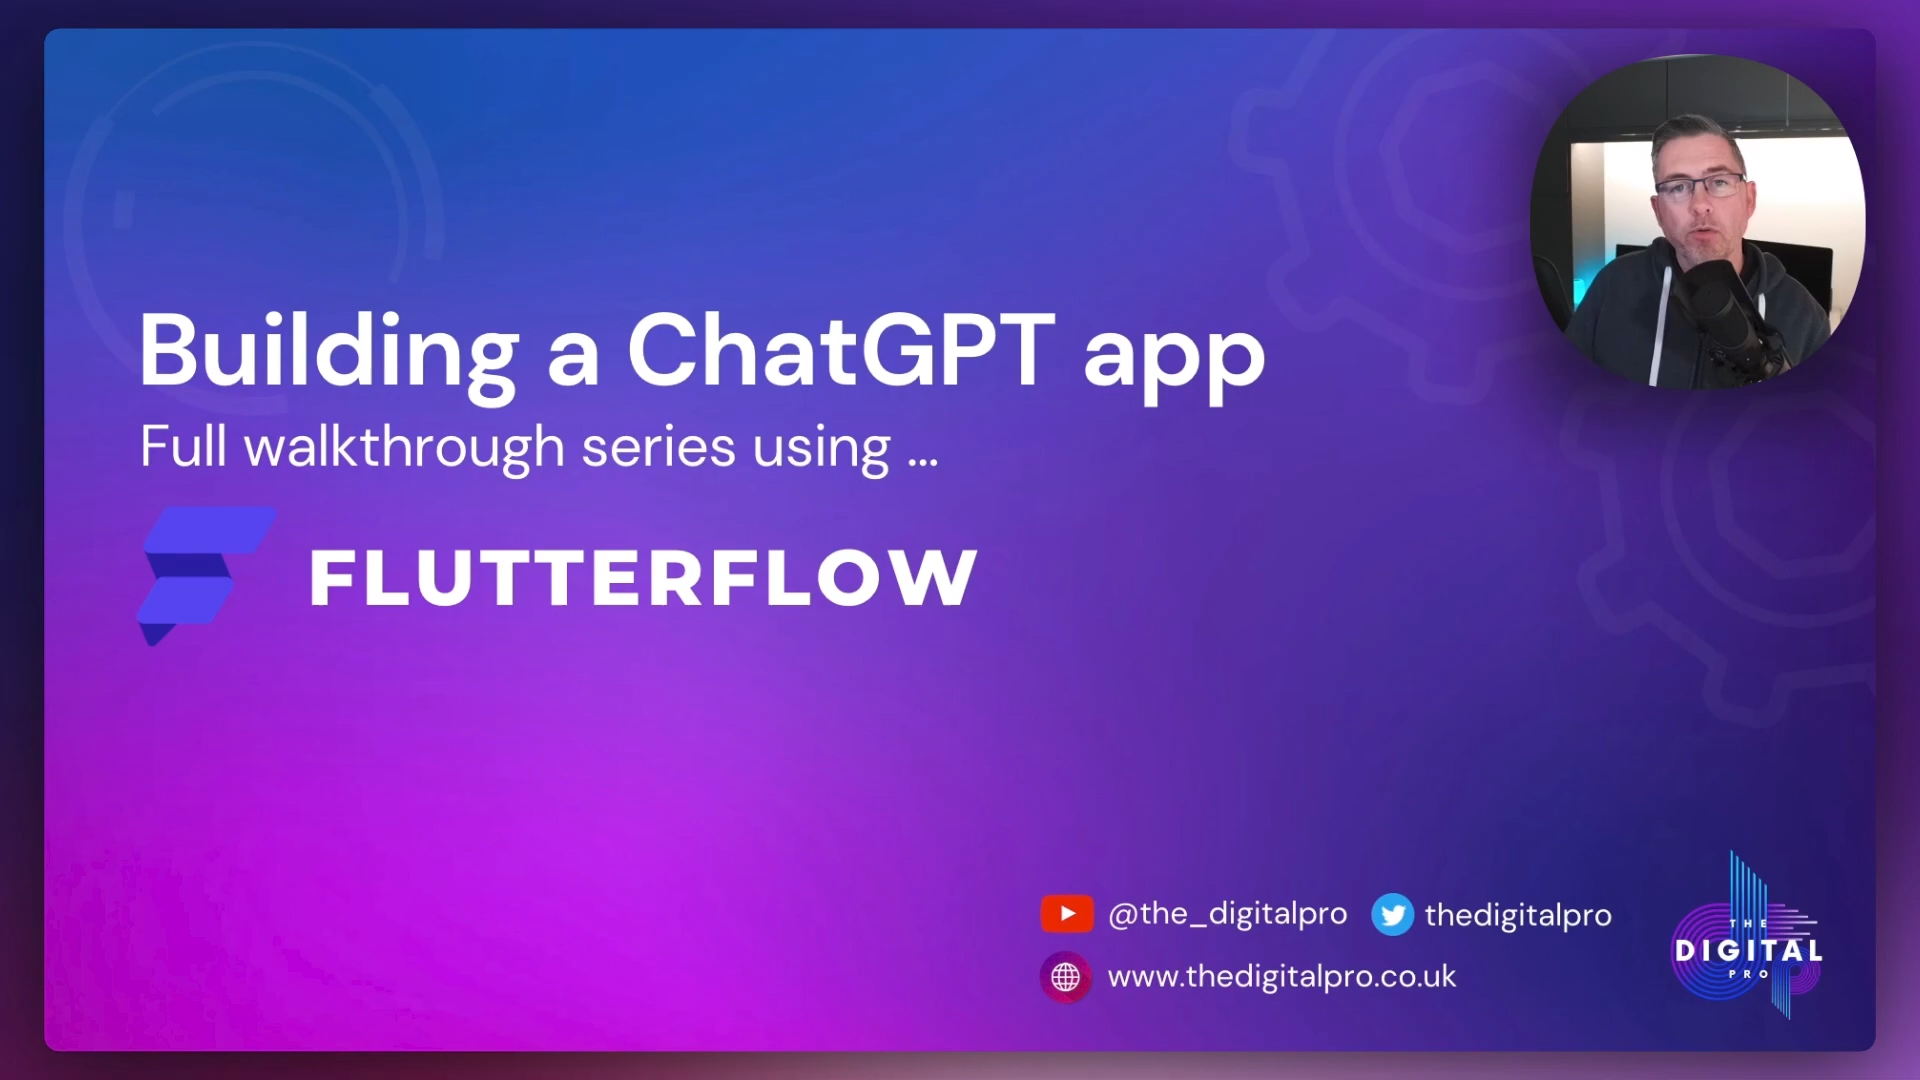 Building a ChatGPT app
Full walkthrough series using ...
FLUTTERFLOW
@the_digitalpro
thedigitalpro
www.thedigitalpro.co.uk
THE
DIGITAL
PRO